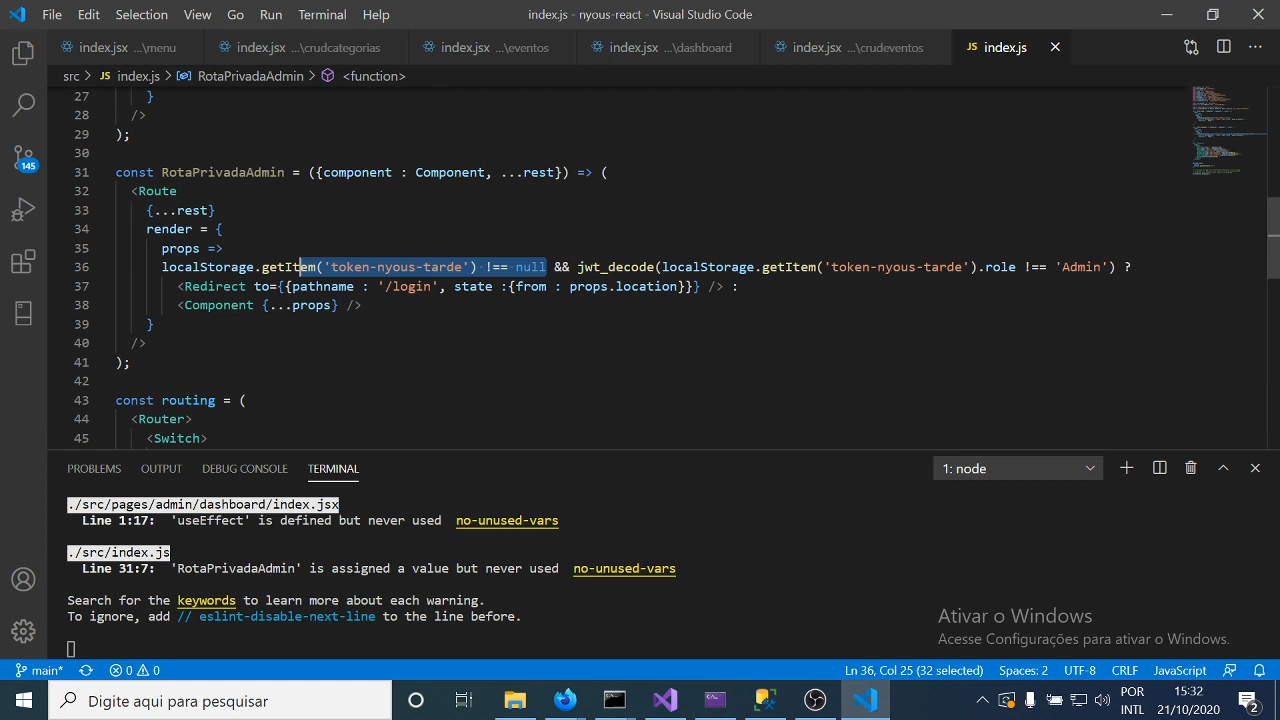 File Edit Selection View Go Run Terminal Help index.js - nyous-react - Visual Studio Code
index.jsx ...\menu index.jsx ...\crudcategorias index.jsx ...\eventos index.jsx ...\dashboard index.jsx ...\crudeventos JS index.js
src > JS index.js > RotaPrivadaAdmin > <function>
27 }
28 />
29 );
30
31 const RotaPrivadaAdmin = ({component : Component, ...rest}) => (
32 <Route
33 {...rest}
34 render = {
35 props =>
36 localStorage.getItem('token-nyous-tarde') !== null && jwt_decode(localStorage.getItem('token-nyous-tarde').role !== 'Admin') ?
37 <Redirect to={{pathname : '/login', state :{from : props.location}}} /> :
38 <Component {...props} />
39 }
40 />
41 );
42
43 const routing = (
44 <Router>
45 <Switch>
145
PROBLEMS OUTPUT DEBUG CONSOLE TERMINAL 1: node
./src/pages/admin/dashboard/index.jsx
Line 1:17: 'useEffect' is defined but never used no-unused-vars
./src/index.js
Line 31:7: 'RotaPrivadaAdmin' is assigned a value but never used no-unused-vars
Search for the keywords to learn more about each warning.
To ignore, add // eslint-disable-next-line to the line before.
Ativar o Windows
Acesse Configurações para ativar o Windows.
main* 0 0 Ln 36, Col 25 (32 selected) Spaces: 2 UTF-8 CRLF JavaScript
Digite aqui para pesquisar
POR 15:32
INTL 21/10/2020 2